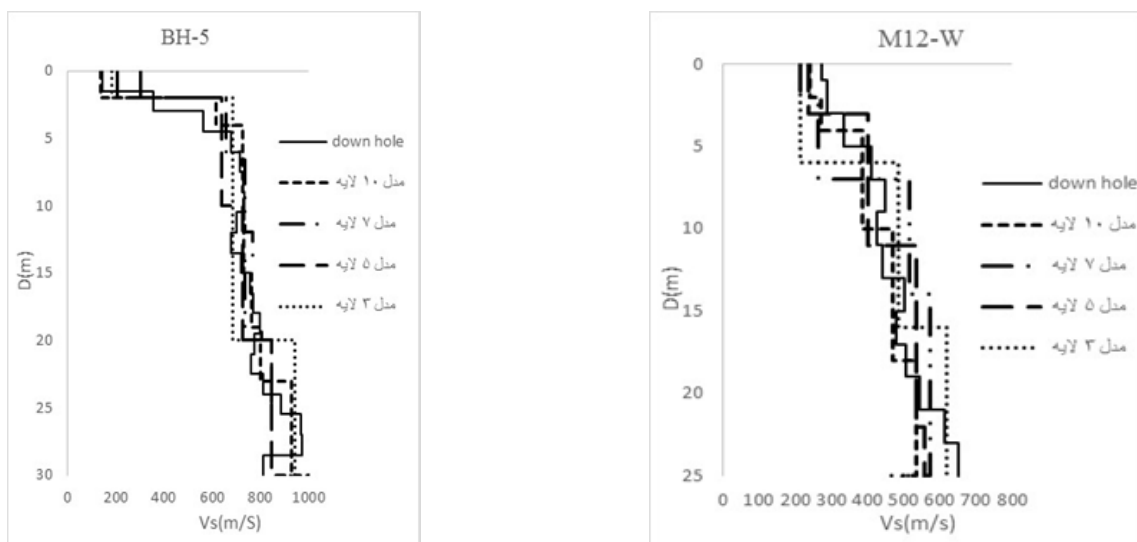 BH-5
0
5
10
15
20
25
30
D(m)
0 200 400 600 800 1000
Vs(m/S)
down hole
مدل ۱۰ لایه
مدل ۷ لایه
مدل ۵ لایه
مدل ۳ لایه
M12-W
0
5
10
15
20
25
D(m)
0 100 200 300 400 500 600 700 800
Vs(m/s)
down hole
مدل ۱۰ لایه
مدل ۷ لایه
مدل ۵ لایه
مدل ۳ لایه